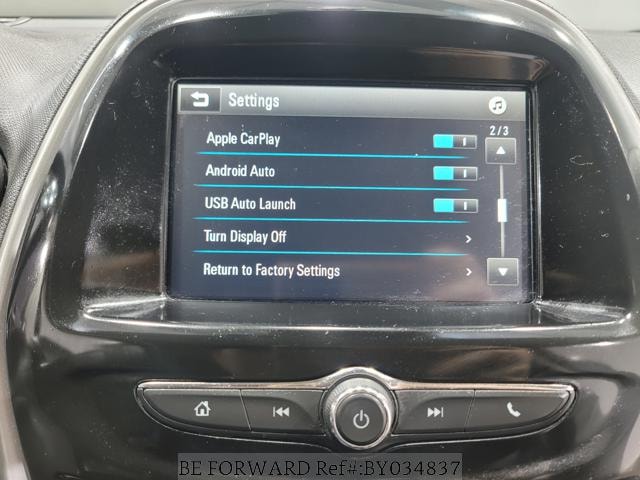 Settings
2/3
Apple CarPlay
Android Auto
USB Auto Launch
Turn Display Off
Return to Factory Settings
BE FORWARD Ref#:BY034837